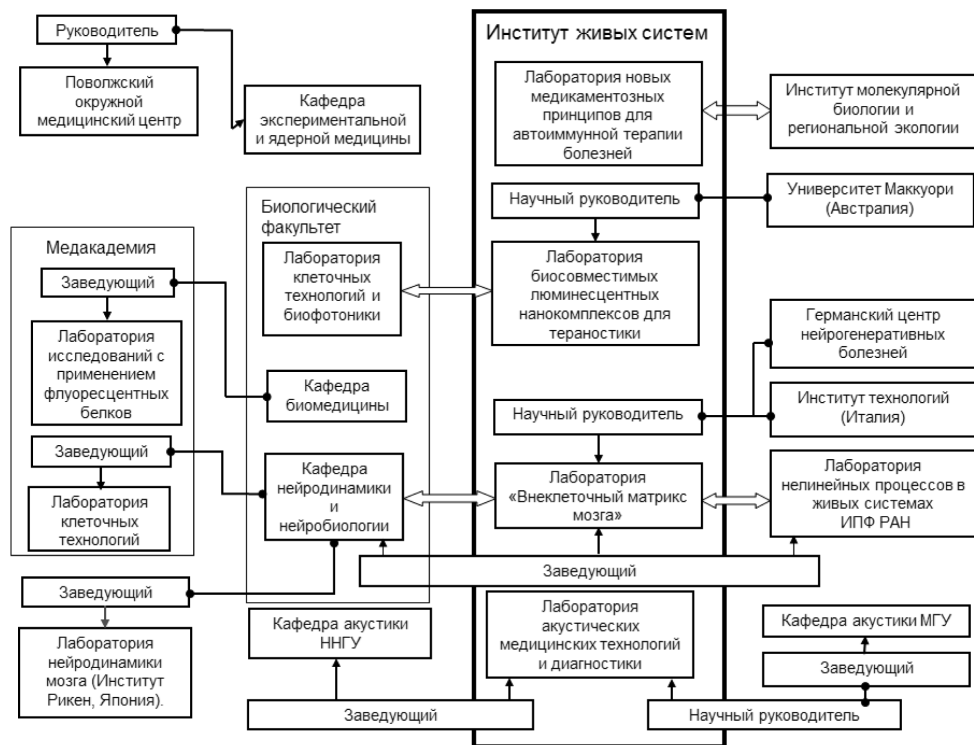 Руководитель
Поволжский
окружной
медицинский центр
Кафедра
экспериментальной
и ядерной медицины
Институт живых систем
Лаборатория новых
медикаментозных
принципов для
автоиммунной терапии
болезней
Институт молекулярной
биологии и
региональной экологии
Научный руководитель
Университет Маккуори
(Австралия)
Биологический
факультет
Медакадемия
Заведующий
Лаборатория
исследований с
применением
флуоресцентных
белков
Заведующий
Лаборатория
клеточных
технологий
Лаборатория
клеточных
технологий и
биофотоники
Лаборатория
биосовместимых
люминесцентных
нанокомплексов для
тераностики
Германский центр
нейрогенеративных
болезней
Кафедра
биомедицины
Научный руководитель
Институт технологий
(Италия)
Кафедра
нейродинамики
и
нейробиологии
Лаборатория
«Внеклеточный матрикс
мозга»
Лаборатория
нелинейных процессов в
живых системах
ИПФ РАН
Заведующий
Заведующий
Лаборатория
нейродинамики
мозга (Институт
Рикен, Япония).
Кафедра акустики
ННГУ
Лаборатория
акустических
медицинских технологий
и диагностики
Кафедра акустики МГУ
Заведующий
Заведующий
Научный руководитель